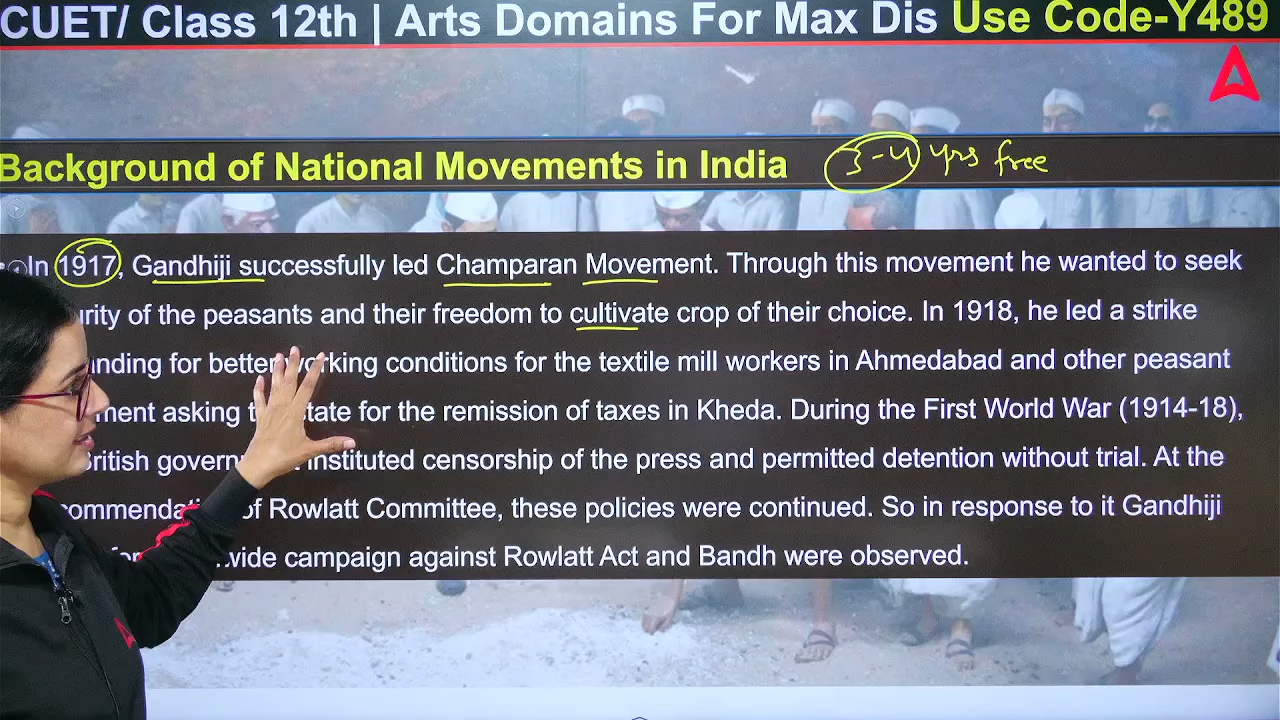 CUET/ Class 12th | Arts Domains For Max Dis Use Code-Y489
Background of National Movements in India 3-4 yrs free
In 1917, Gandhiji successfully led Champaran Movement. Through this movement he wanted to seek
urity of the peasants and their freedom to cultivate crop of their choice. In 1918, he led a strike
anding for better working conditions for the textile mill workers in Ahmedabad and other peasant
ment asking state for the remission of taxes in Kheda. During the First World War (1914-18),
British govern instituted censorship of the press and permitted detention without trial. At the
commendati of Rowlatt Committee, these policies were continued. So in response to it Gandhiji
for wide campaign against Rowlatt Act and Bandh were observed.